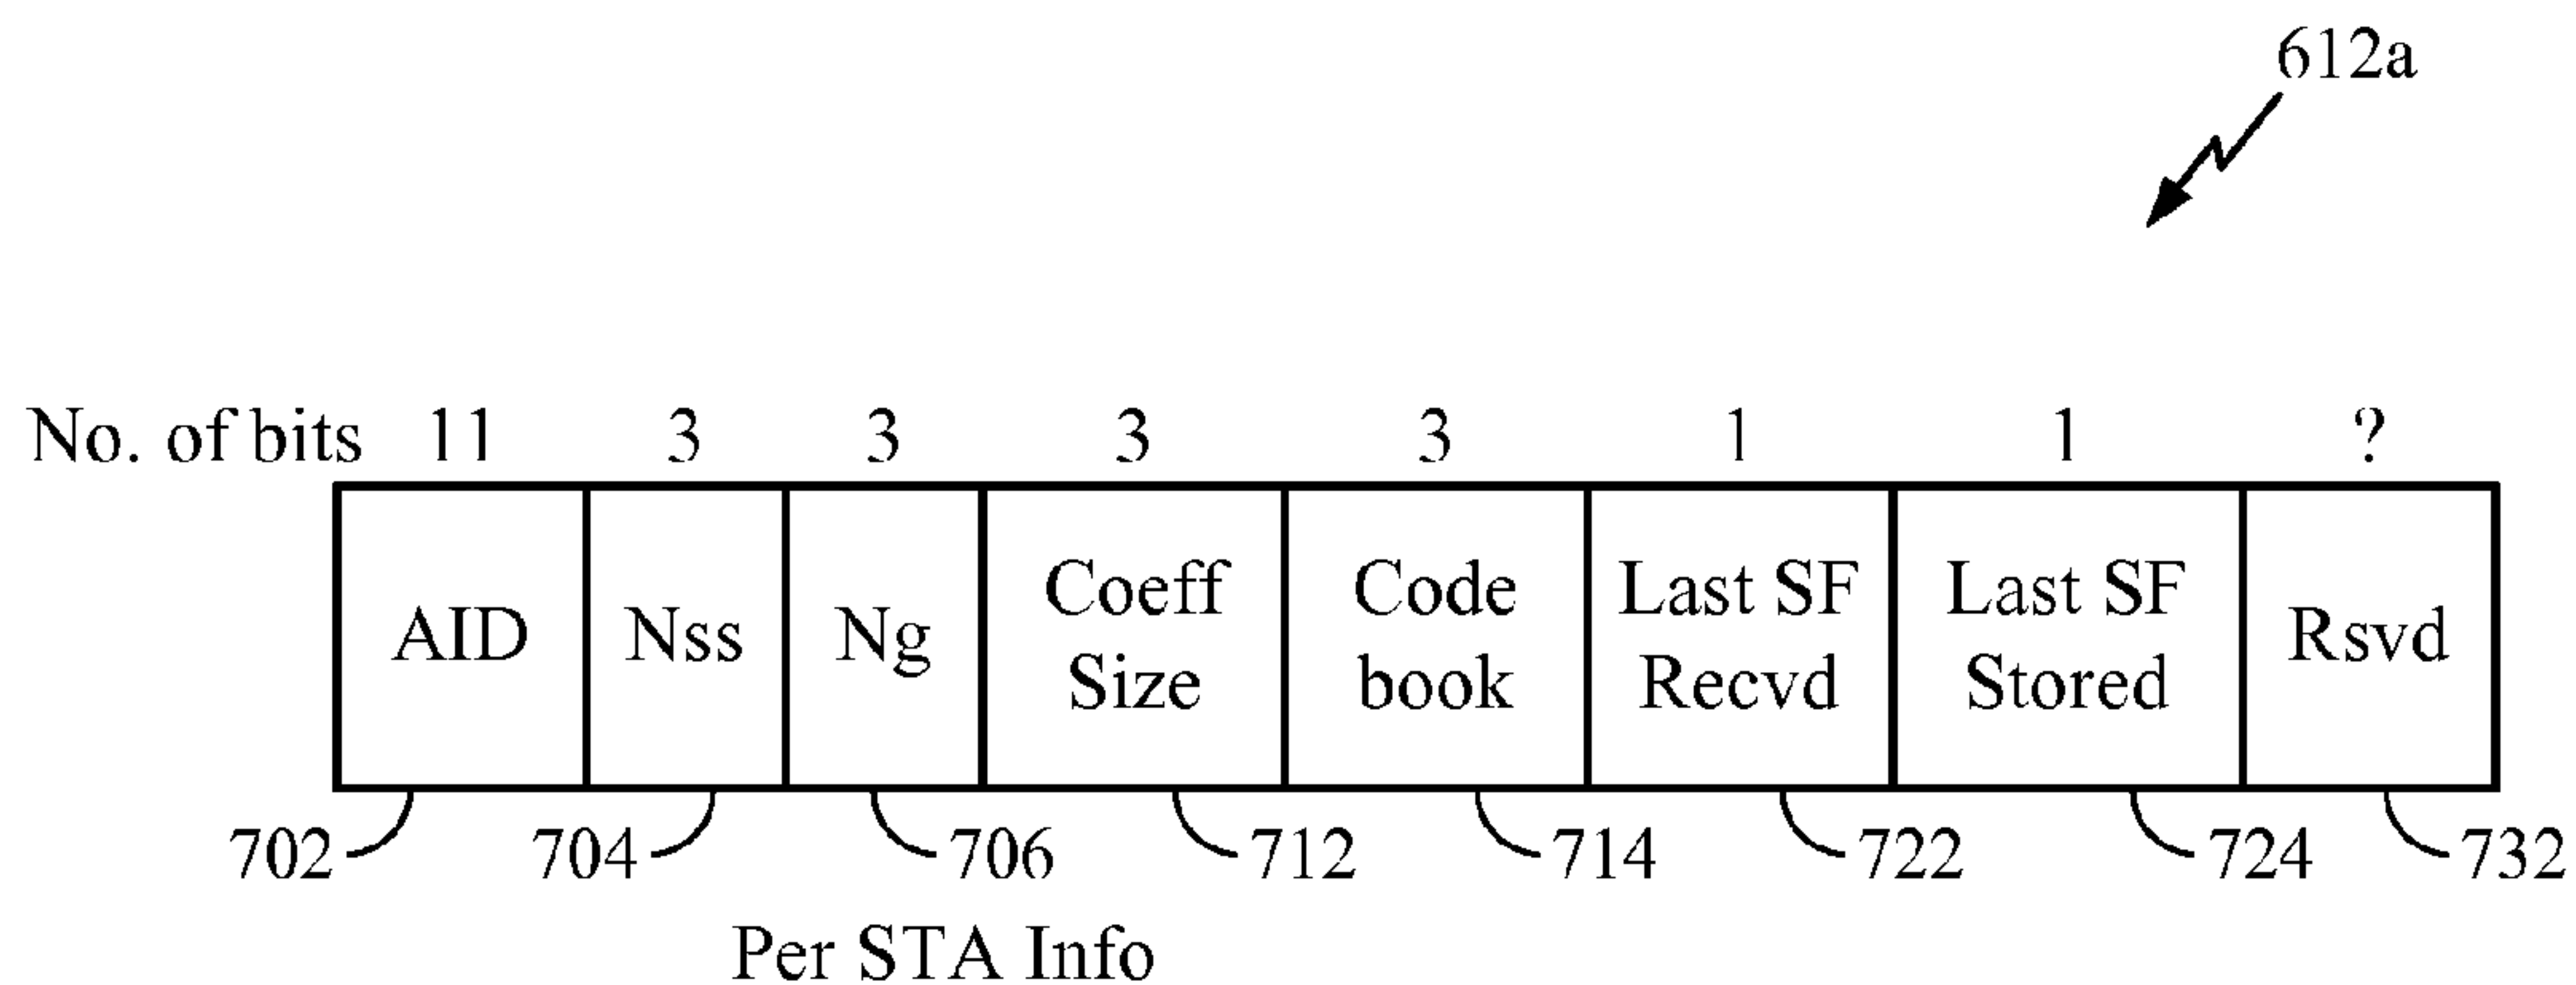 612a
No. of bits 11 3 3 3 3 1 1 ?
AID Nss Ng Coeff Size Code book Last SF Recvd Last SF Stored Rsvd
702 704 706 712 714 722 724 732
Per STA Info